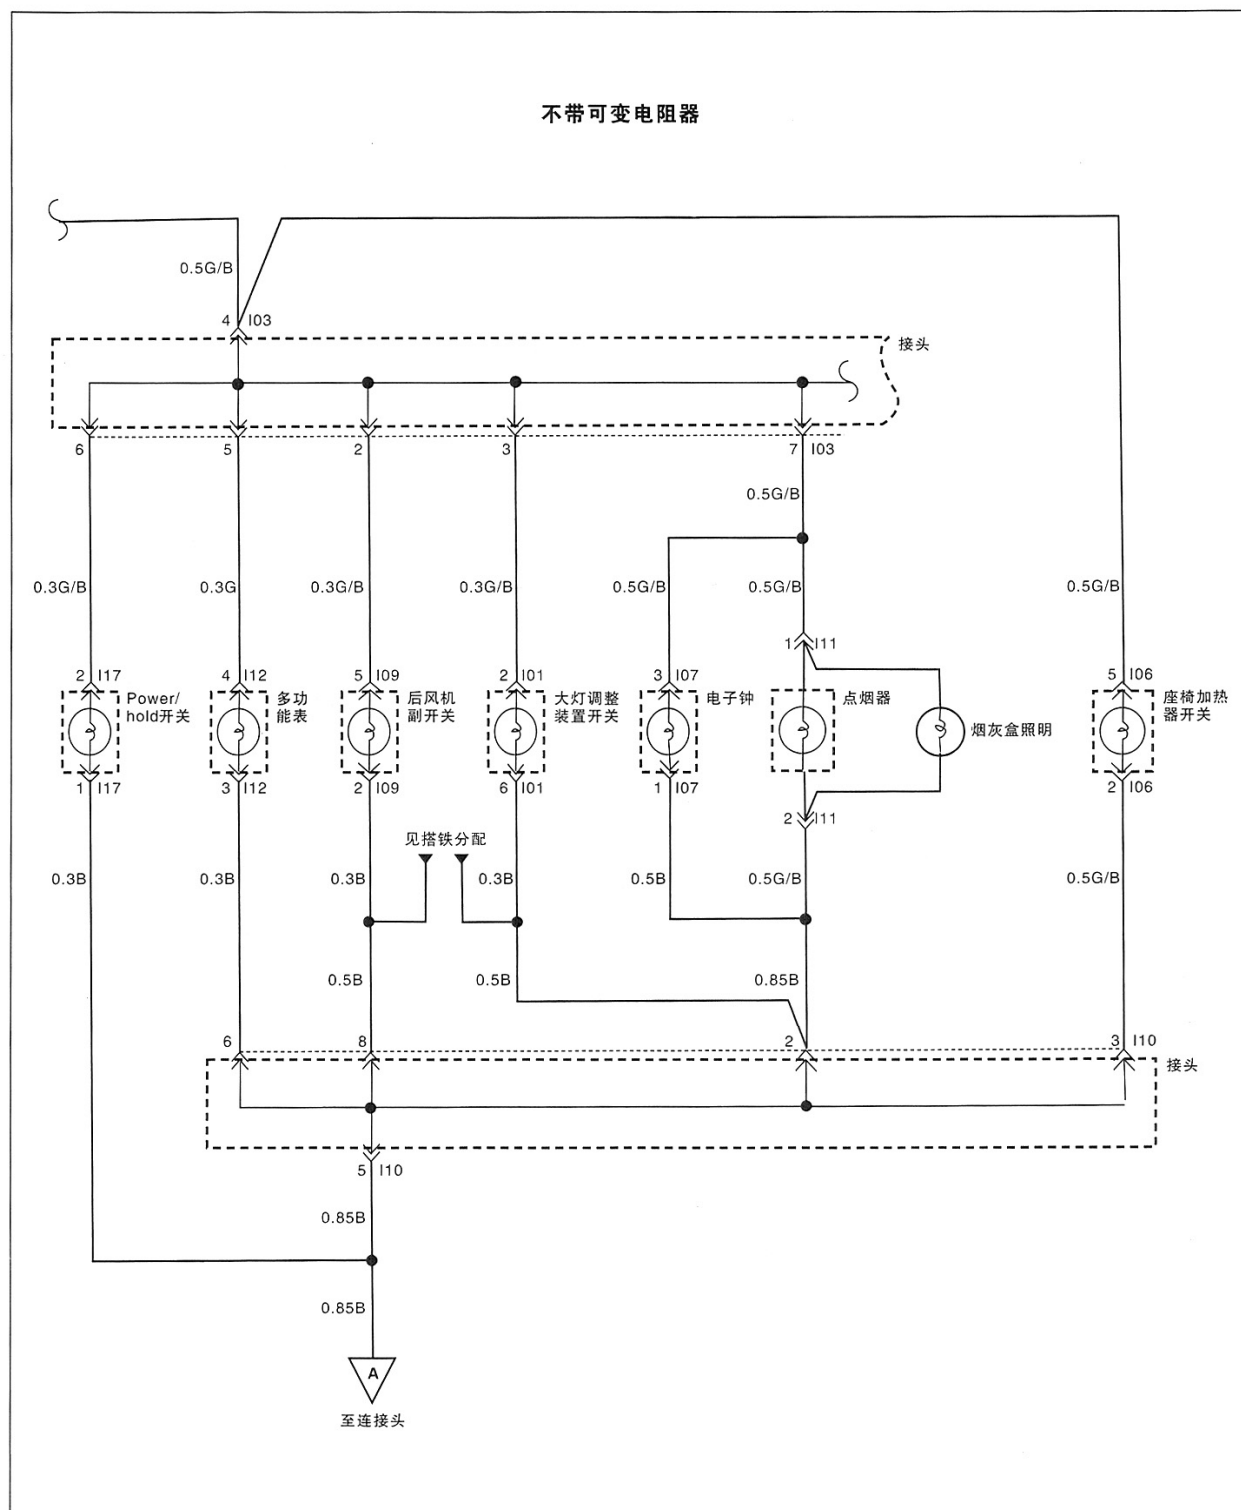 不带可变电阻器
0.5G/B
4 I03
接头
6 5 2 3 7 I03
0.5G/B
0.3G/B 0.3G 0.3G/B 0.3G/B 0.5G/B 0.5G/B 0.5G/B
1 I11
2 I17 4 I12 5 I09 2 I01 3 I07 5 I06
Power/
hold开关
多功
能表
后风机
副开关
大灯调整
装置开关
电子钟
点烟器
烟灰盒照明
座椅加热
器开关
1 I17 3 I12 2 I09 6 I01 1 I07 2 I06
2 I11
见搭铁分配
0.3B 0.3B 0.3B 0.3B 0.5B 0.5G/B 0.5G/B
0.5B 0.5B 0.85B
6 8 2 3 I10
接头
5 I10
0.85B
0.85B
A
至连接头